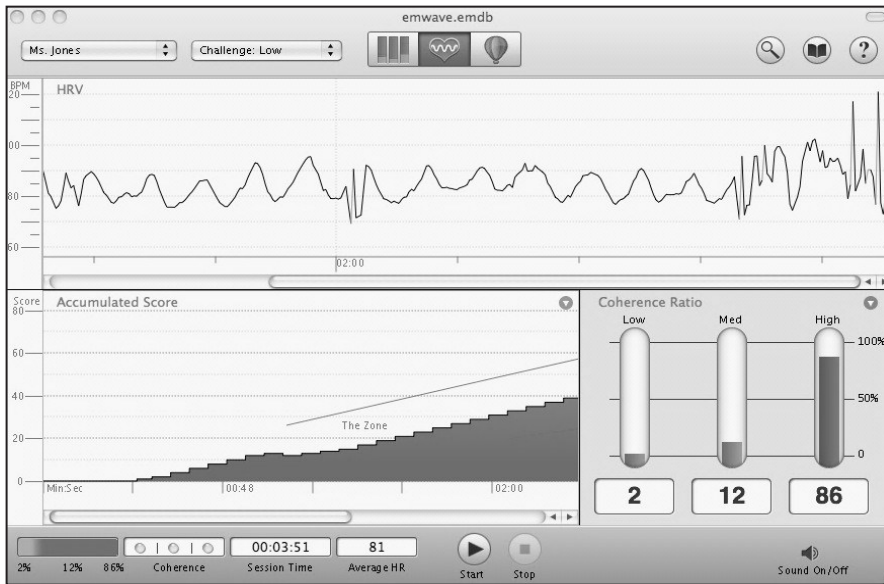 emwave.emdb
Ms. Jones
Challenge: Low
?
BPM
HRV
20
00
80
60
02:00
Score
Accumulated Score
80
60
40
20
0
The Zone
Min:Sec
00:48
02:00
Coherence Ratio
Low
Med
High
100%
50%
0
2
12
86
2%
12%
86%
Coherence
00:03:51
Session Time
81
Average HR
Start
Stop
Sound On/Off